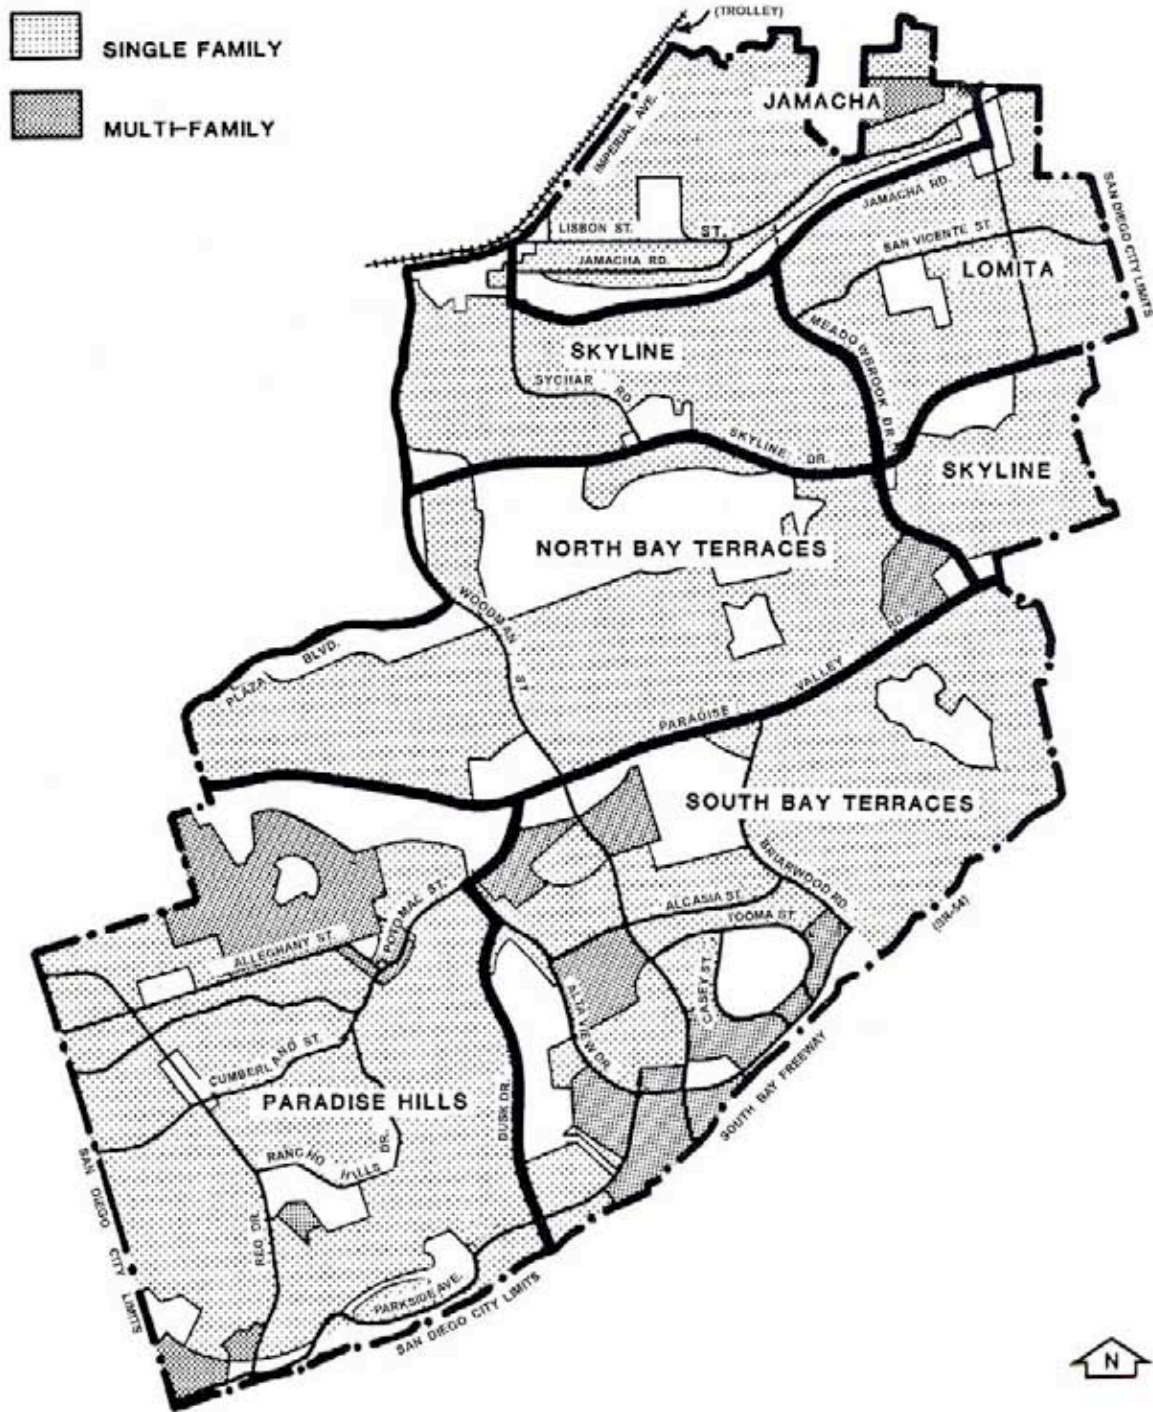 (TROLLEY)
SINGLE FAMILY
MULTI-FAMILY
JAMACHA
IMPERIAL AVE.
JAMACHA RD.
SAN DIEGO CITY LIMITS
LISBON ST.
ST.
SAN VICENTE ST.
JAMACHA RD.
LOMITA
MEADOWBROOK DR.
SKYLINE
SYCHAR RD.
SKYLINE DR.
SKYLINE
NORTH BAY TERRACES
WOODMAN ST.
PLAZA BLVD.
PARADISE VALLEY RD.
SOUTH BAY TERRACES
BRIARWOOD RD.
POTOMAC ST.
ALCASIA ST.
TOOMA ST.
(SR-54)
ALLEGHANY ST.
CASEY ST.
ALTA VIEW DR.
CUMBERLAND ST.
PARADISE HILLS
DUSK DR.
SOUTH BAY FREEWAY
RANCHO HILLS DR.
SAN DIEGO CITY LIMITS
REO DR.
PARKSIDE AVE.
SAN DIEGO CITY LIMITS
N